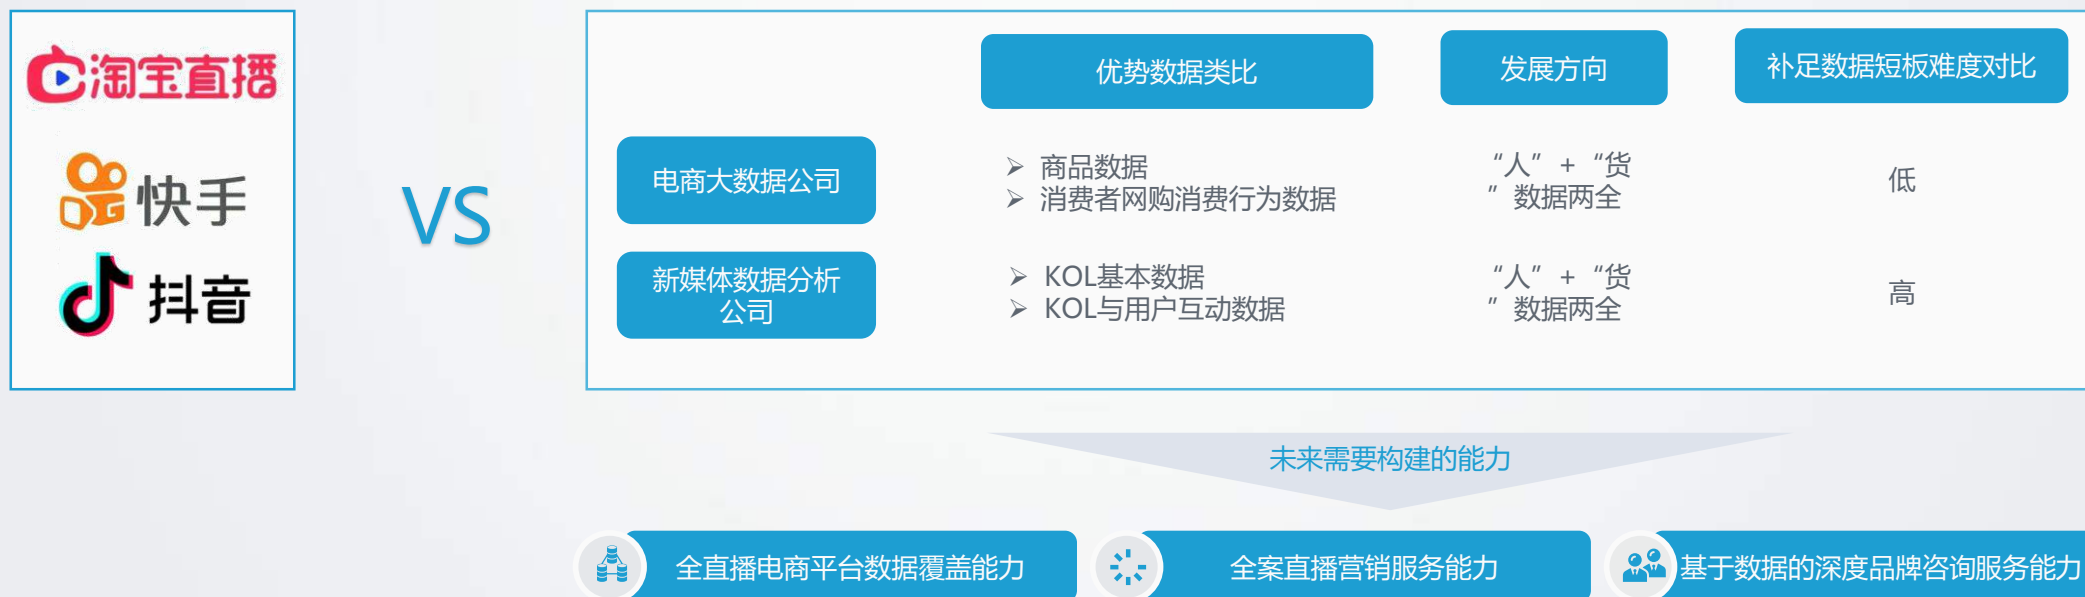 淘宝直播
快手
抖音
VS
优势数据类比
发展方向
补足数据短板难度对比
电商大数据公司
➢ 商品数据
➢ 消费者网购消费行为数据
“人” + “货
” 数据两全
低
新媒体数据分析
公司
➢ KOL基本数据
➢ KOL与用户互动数据
“人” + “货
” 数据两全
高
未来需要构建的能力
全直播电商平台数据覆盖能力
全案直播营销服务能力
基于数据的深度品牌咨询服务能力